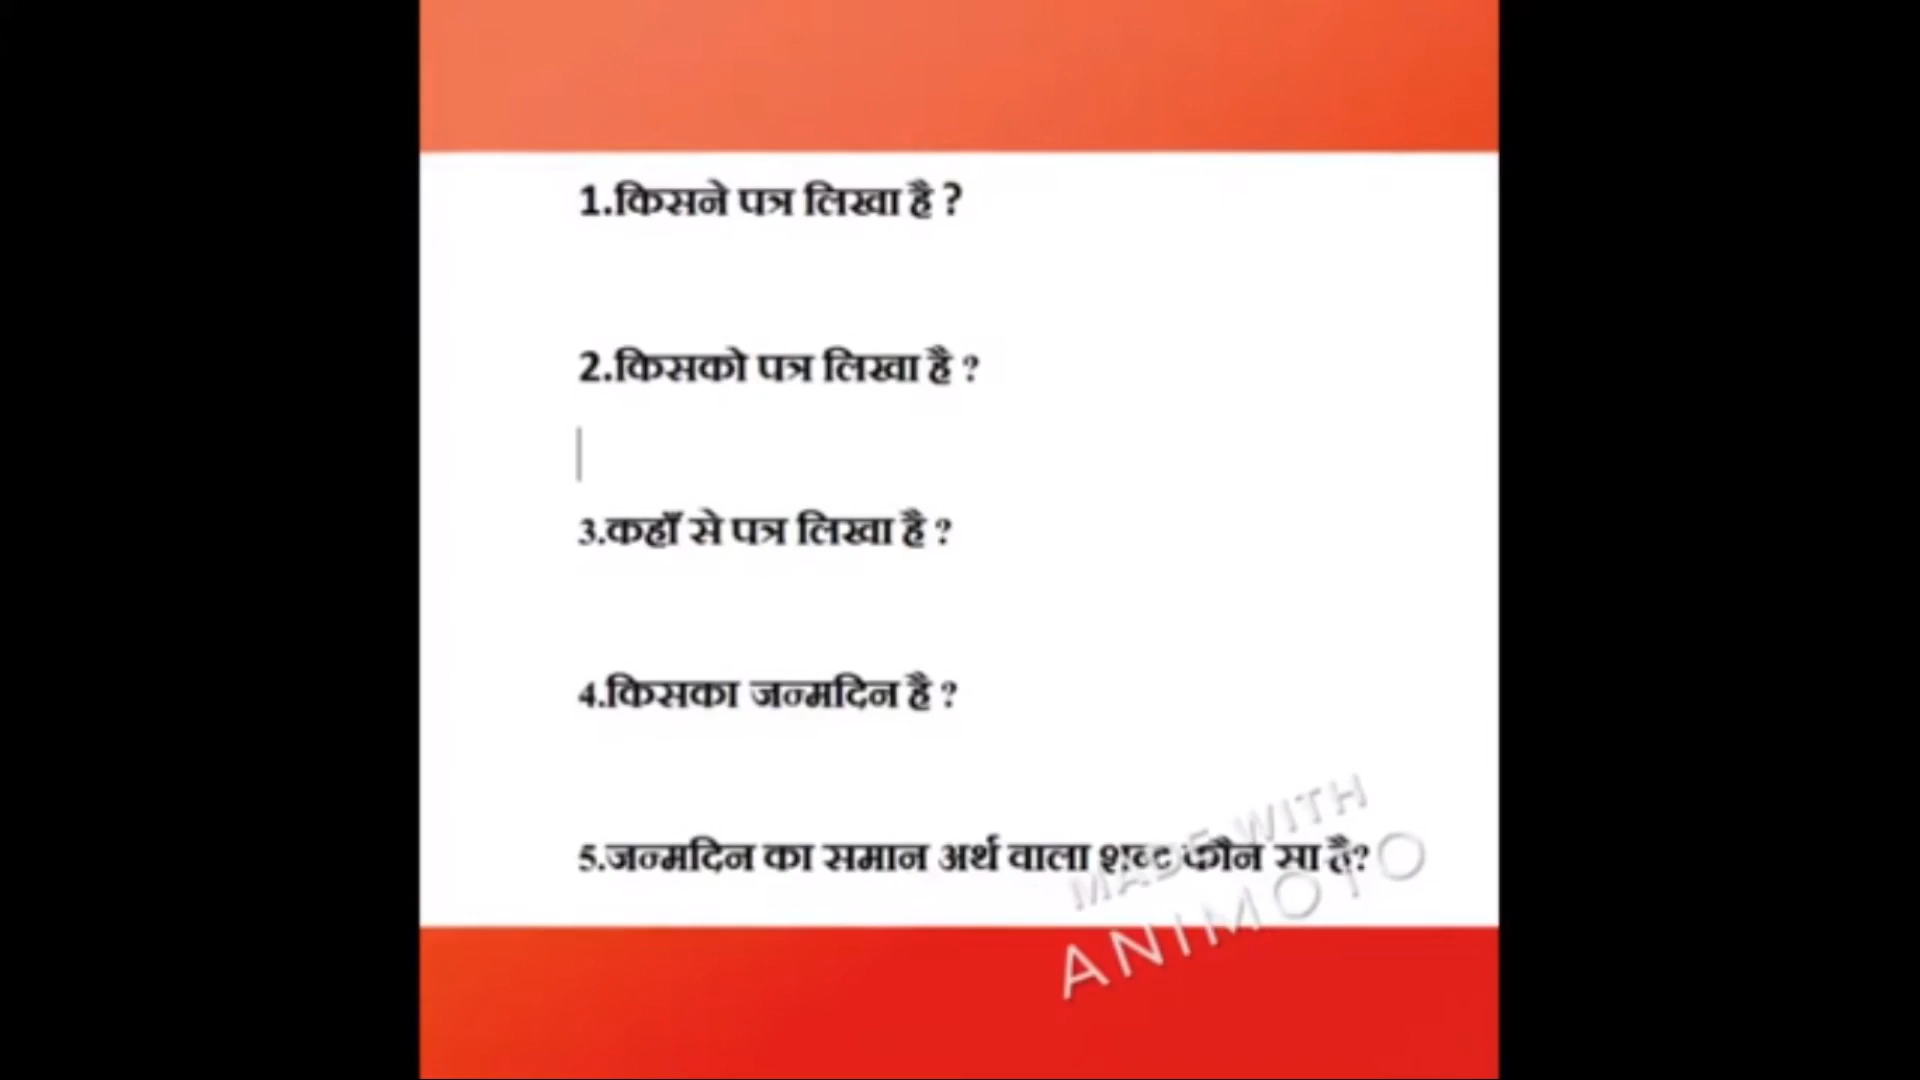 1.किसने पत्र लिखा है ?
2.किसको पत्र लिखा है ?
3.कहाँ से पत्र लिखा है ?
4.किसका जन्मदिन है ?
5.जन्मदिन का समान अर्थ वाला शब्द कौन सा है?
MADE WITH
ANIMOTO